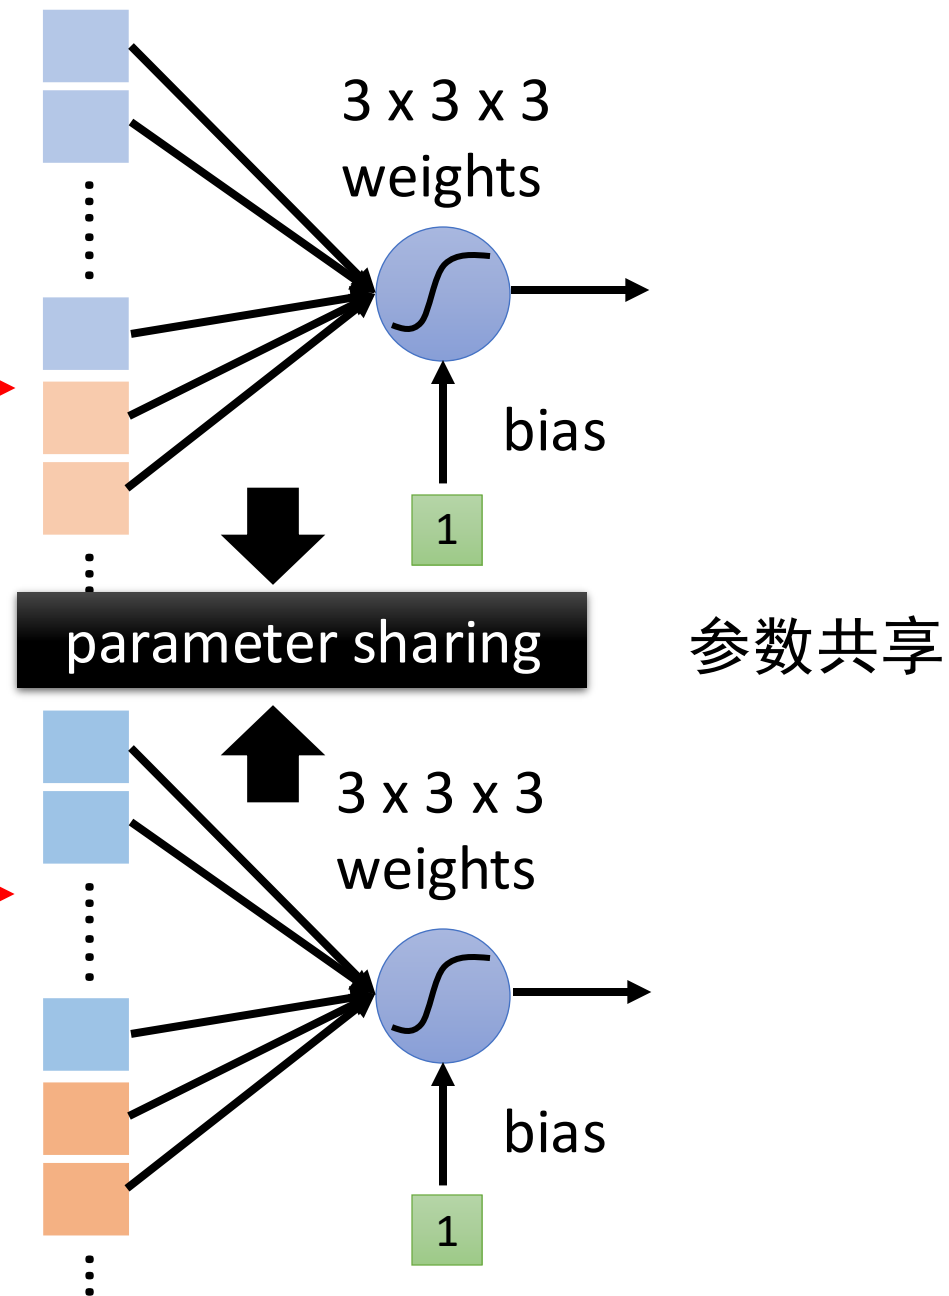 3 x 3 x 3
weights
bias
1
parameter sharing
参数共享
3 x 3 x 3
weights
bias
1